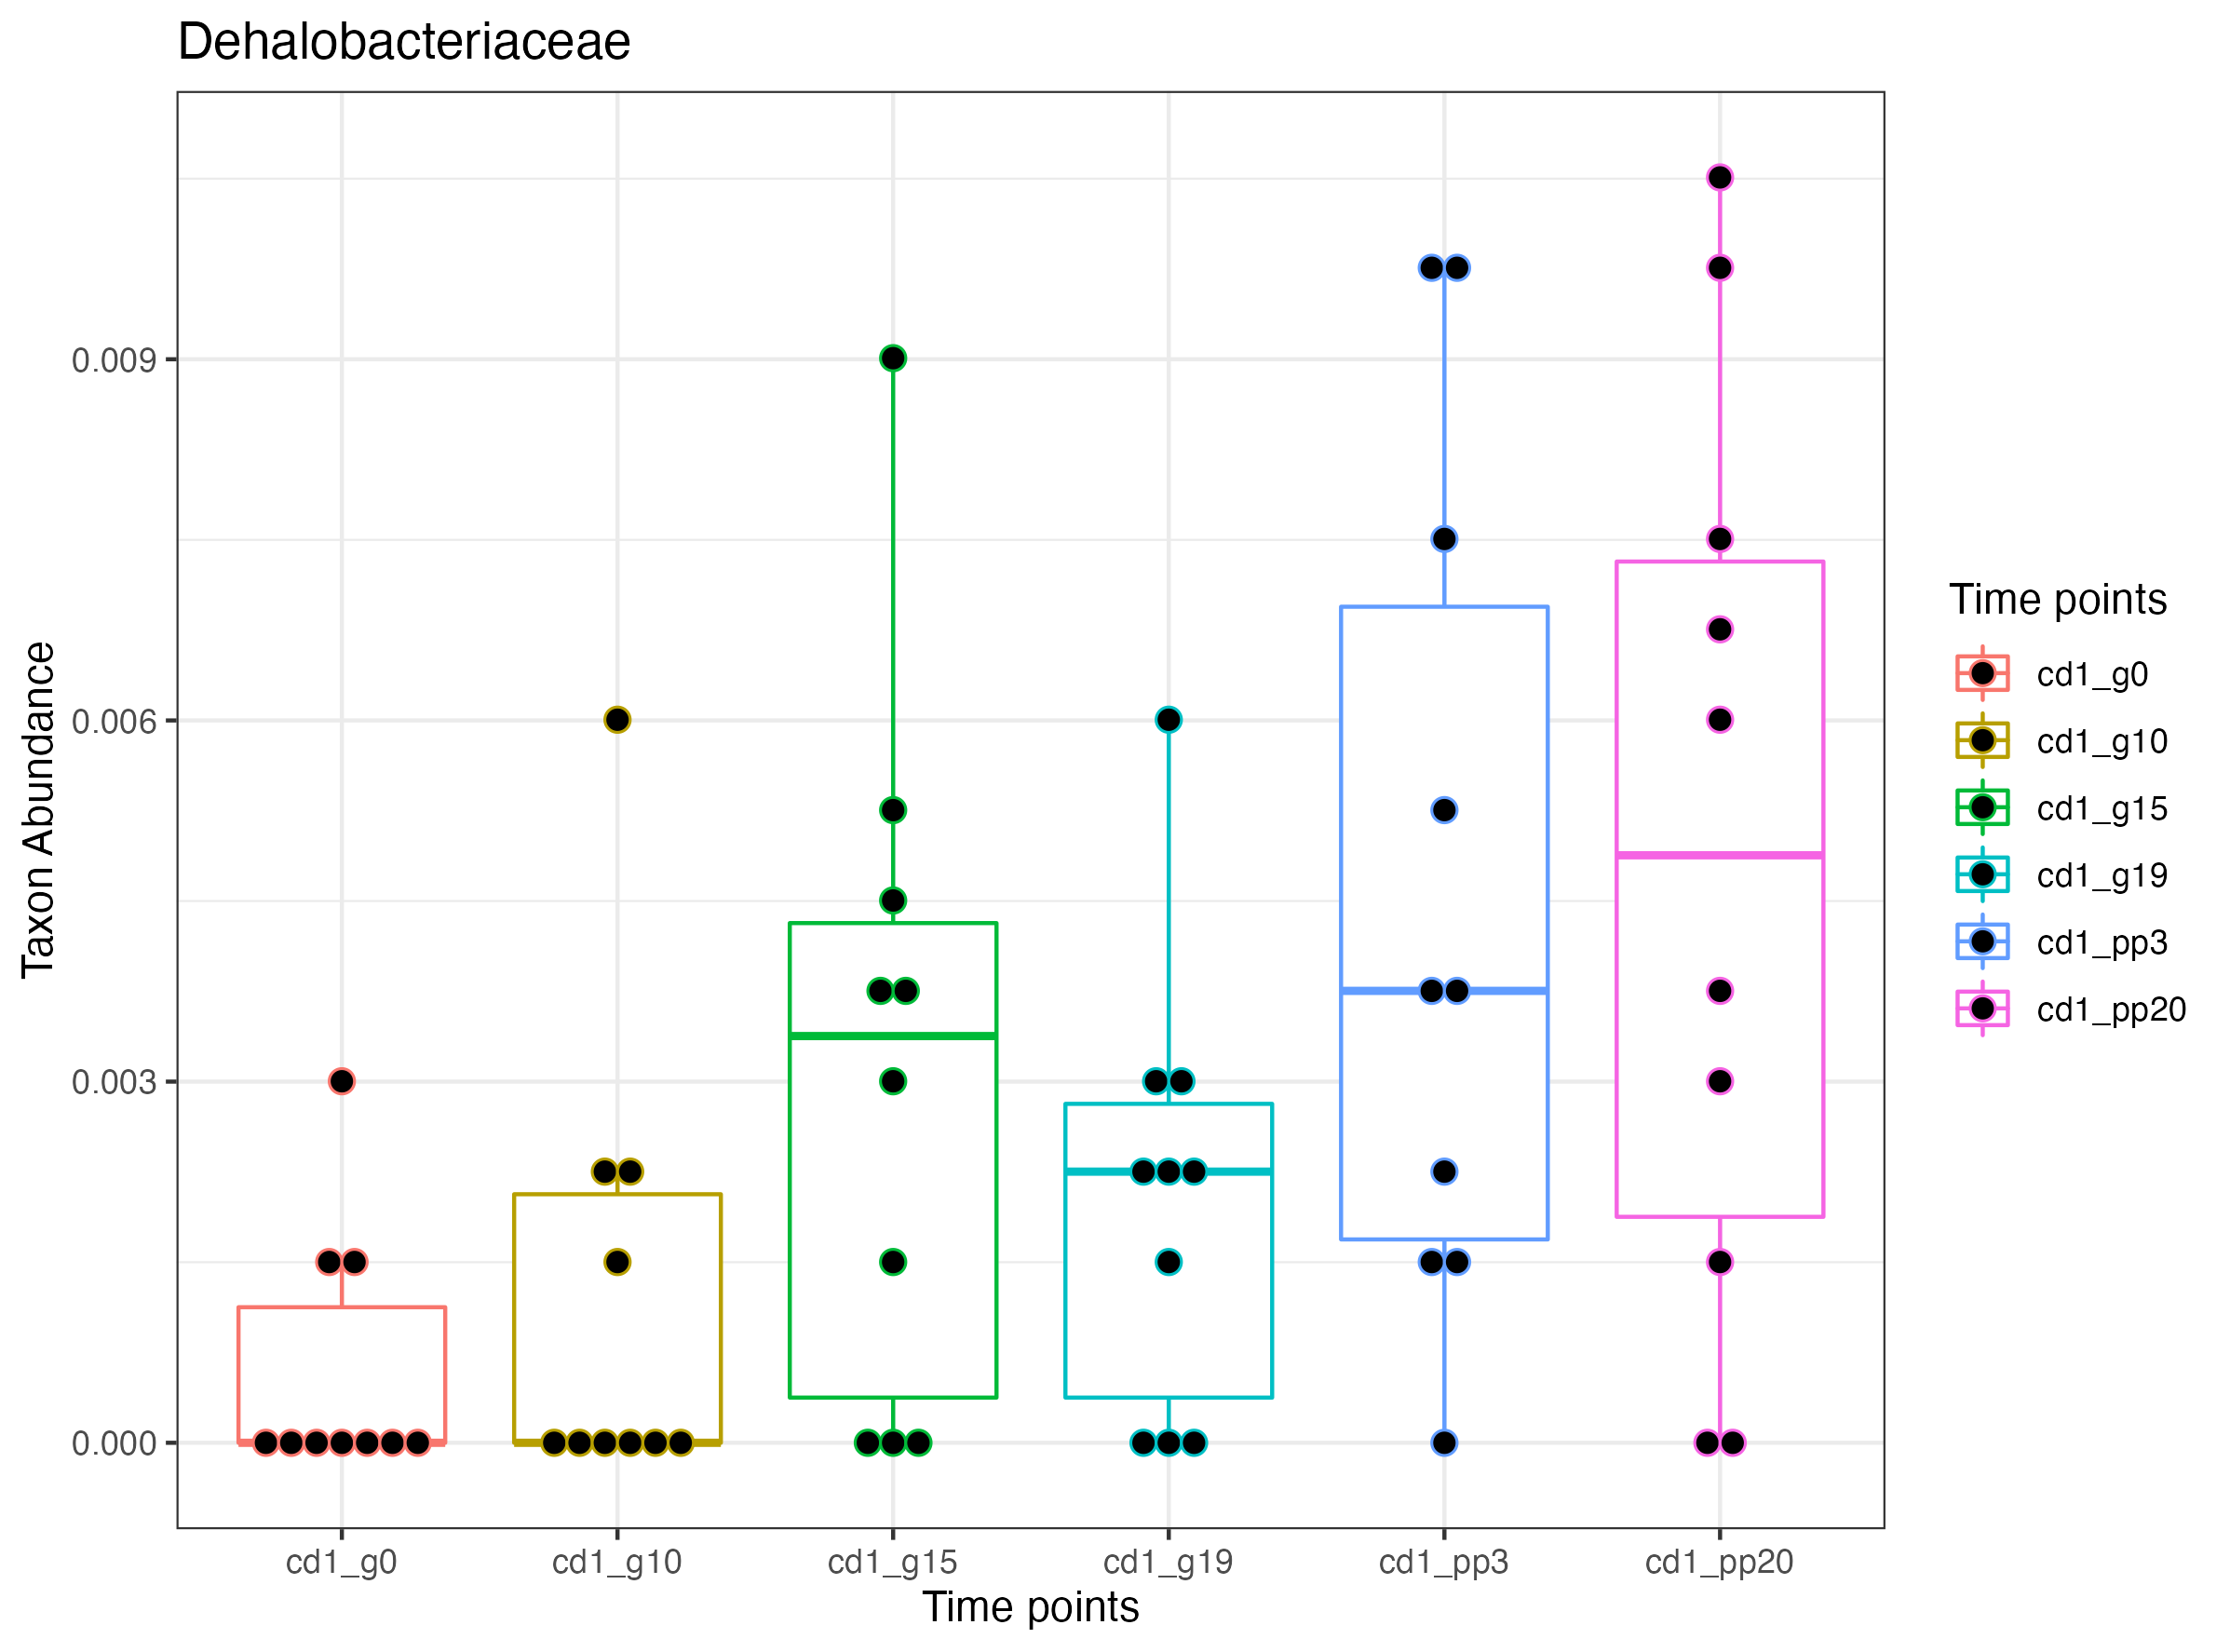 Dehalobacteriaceae
Taxon Abundance
0.009
0.006
0.003
0.000
cd1_g0
cd1_g10
cd1_g15
cd1_g19
cd1_pp3
cd1_pp20
Time points
Time points
cd1_g0
cd1_g10
cd1_g15
cd1_g19
cd1_pp3
cd1_pp20